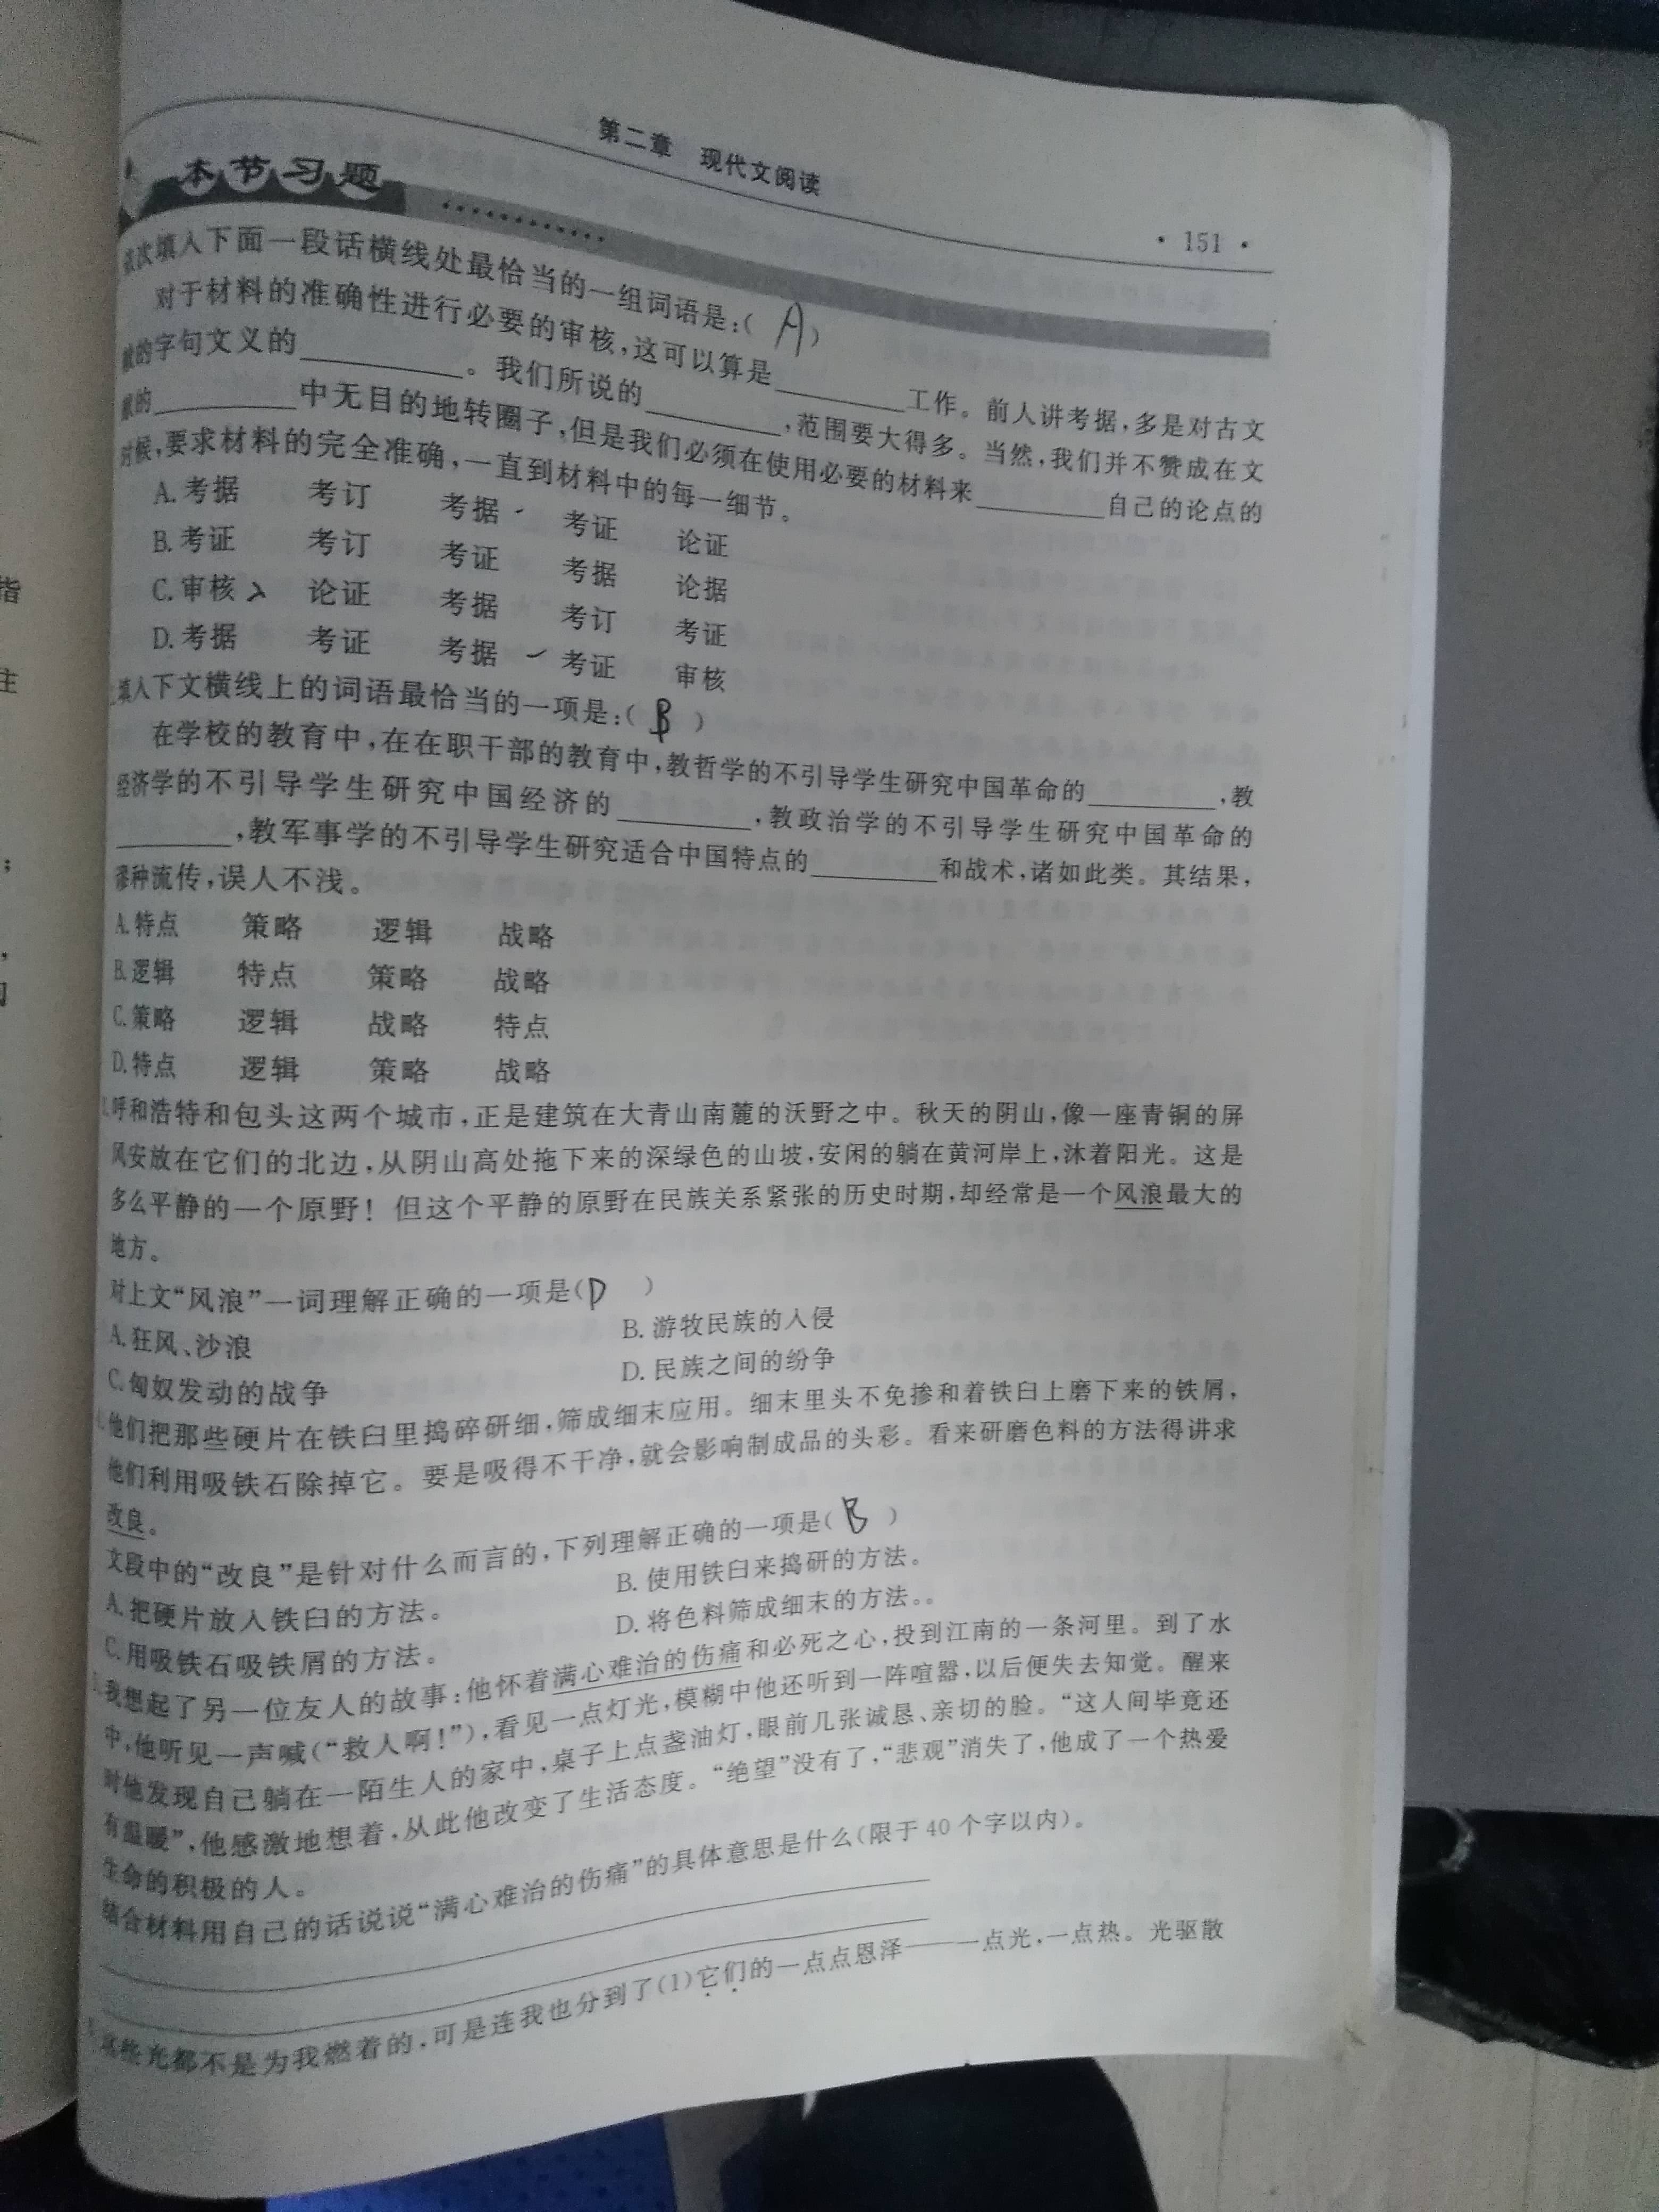 第二章 现代文阅读
· 151 ·
本节习题
依次填入下面一段话横线处最恰当的一组词语是:( A )
对于材料的准确性进行必要的审核,这可以算是________工作。前人讲考据,多是对古文
献的字句文义的________。我们所说的________,范围要大得多。当然,我们并不赞成在文
献的________中无目的地转圈子,但是我们必须在使用必要的材料来________自己的论点的
时候,要求材料的完全准确,一直到材料中的每一细节。
A. 考据 考订 考据 考证 论证
B. 考证 考订 考证 考据 论据
C. 审核 论证 考据 考订 考证
D. 考据 考证 考据 考证 审核
填入下文横线上的词语最恰当的一项是:( B )
在学校的教育中,在在职干部的教育中,教哲学的不引导学生研究中国革命的________,教
经济学的不引导学生研究中国经济的________,教政治学的不引导学生研究中国革命的
________,教军事学的不引导学生研究适合中国特点的________和战术,诸如此类。其结果,
谬种流传,误人不浅。
A. 特点 策略 逻辑 战略
B. 逻辑 特点 策略 战略
C. 策略 逻辑 战略 特点
D. 特点 逻辑 策略 战略
呼和浩特和包头这两个城市,正是建筑在大青山南麓的沃野之中。秋天的阴山,像一座青铜的屏
风安放在它们的北边,从阴山高处拖下来的深绿色的山坡,安闲的躺在黄河岸上,沐着阳光。这是
多么平静的一个原野！但这个平静的原野在民族关系紧张的历史时期,却经常是一个风浪最大的
地方。
对上文“风浪”一词理解正确的一项是( D )
A. 狂风、沙浪 B. 游牧民族的入侵
C. 匈奴发动的战争 D. 民族之间的纷争
他们把那些硬片在铁臼里捣碎研细,筛成细末应用。细末里头不免掺和着铁臼上磨下来的铁屑,
他们利用吸铁石除掉它。要是吸得不干净,就会影响制成品的头彩。看来研磨色料的方法得讲求
改良。
文段中的“改良”是针对什么而言的,下列理解正确的一项是( B )
A. 把硬片放入铁臼的方法。 B. 使用铁臼来捣研的方法。
C. 用吸铁石吸铁屑的方法。 D. 将色料筛成细末的方法。。
我想起了另一位友人的故事:他怀着满心难治的伤痛和必死之心,投到江南的一条河里。到了水
中,他听见一声喊(“救人啊!”),看见一点灯光,模糊中他还听到一阵喧嚣,以后便失去知觉。醒来
时他发现自己躺在一陌生人的家中,桌子上点盏油灯,眼前几张诚恳、亲切的脸。“这人间毕竟还
有温暖”,他感激地想着,从此他改变了生活态度。“绝望”没有了,“悲观”消失了,他成了一个热爱
生命的积极的人。
结合材料用自己的话说说“满心难治的伤痛”的具体意思是什么(限于 40 个字以内)。
那些光都不是为我燃着的,可是连我也分到了(1)它们的一点点恩泽——一点光,一点热。光驱散